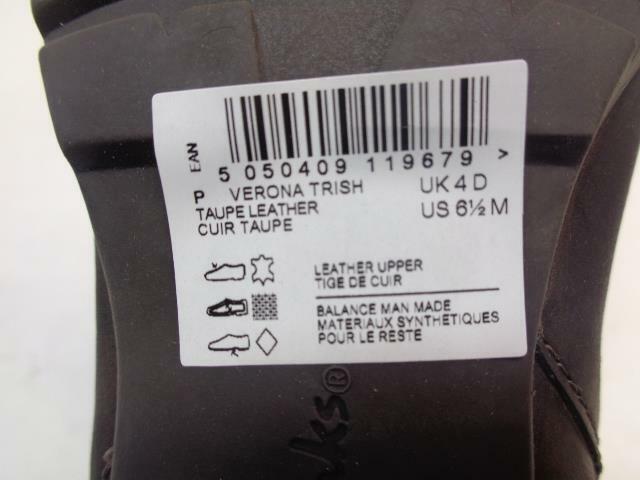 EAN
5 050409 119679 >
P VERONA TRISH UK 4 D
TAUPE LEATHER US 6½ M
CUIR TAUPE
LEATHER UPPER
TIGE DE CUIR
BALANCE MAN MADE
MATERIAUX SYNTHETIQUES
POUR LE RESTE
ks®